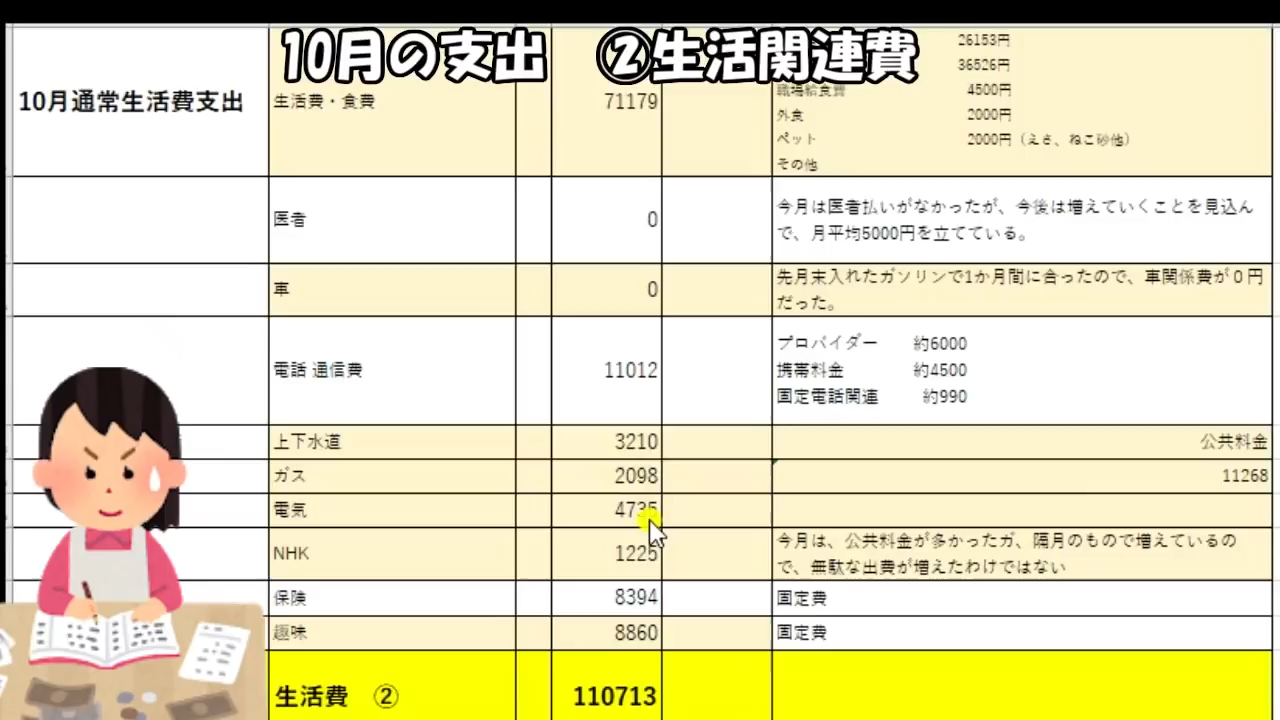 10月の支出　②生活関連費
26153円
36526円
10月通常生活費支出 生活費・食費 71179
職場給食費 4500円
外食 2000円
ペット 2000円（えさ、ねこ砂他）
その他
医者 0 今月は医者払いがなかったが、今後は増えていくことを見込ん
で、月平均5000円を立てている。
車 0 先月末入れたガソリンで1か月間に合ったので、車関係費が０円
だった。
電話 通信費 11012
プロバイダー 約6000
携帯料金 約4500
固定電話関連 約990
上下水道 3210 公共料金
ガス 2098 11268
電気 4735
NHK 1225 今月は、公共料金が多かったガ、隔月のもので増えているの
で、無駄な出費が増えたわけではない
保険 8394 固定費
趣味 8860 固定費
生活費　② 110713